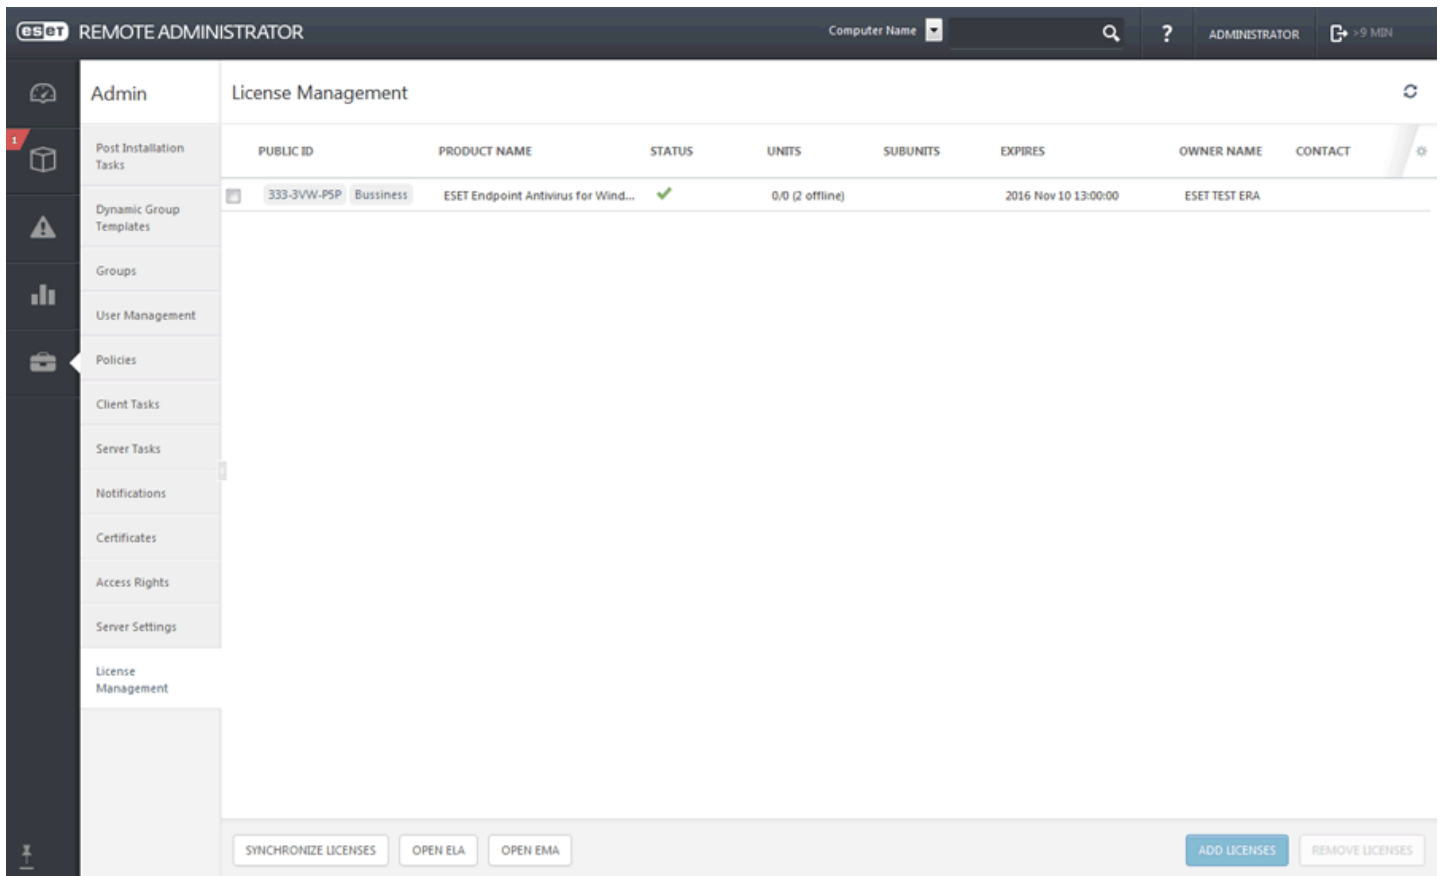 eset REMOTE ADMINISTRATOR
Computer Name
?
ADMINISTRATOR
>9 MIN
Admin
License Management
1
Post Installation
Tasks
Dynamic Group
Templates
Groups
User Management
Policies
Client Tasks
Server Tasks
Notifications
Certificates
Access Rights
Server Settings
License
Management
PUBLIC ID PRODUCT NAME STATUS UNITS SUBUNITS EXPIRES OWNER NAME CONTACT
333-3VW-P5P Bussiness ESET Endpoint Antivirus for Wind... 0/0 (2 offline) 2016 Nov 10 13:00:00 ESET TEST ERA
SYNCHRONIZE LICENSES OPEN ELA OPEN EMA ADD LICENSES REMOVE LICENSES